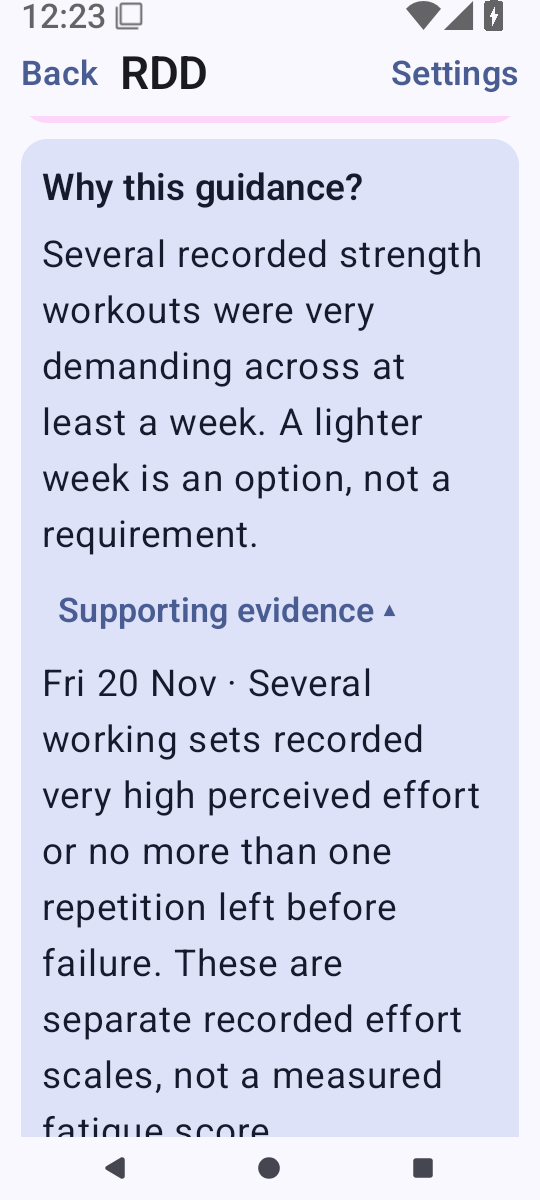 12:23
Back RDD Settings
Why this guidance?
Several recorded strength
workouts were very
demanding across at
least a week. A lighter
week is an option, not a
requirement.
Supporting evidence ▲
Fri 20 Nov · Several
working sets recorded
very high perceived effort
or no more than one
repetition left before
failure. These are
separate recorded effort
scales, not a measured
fatigue score.